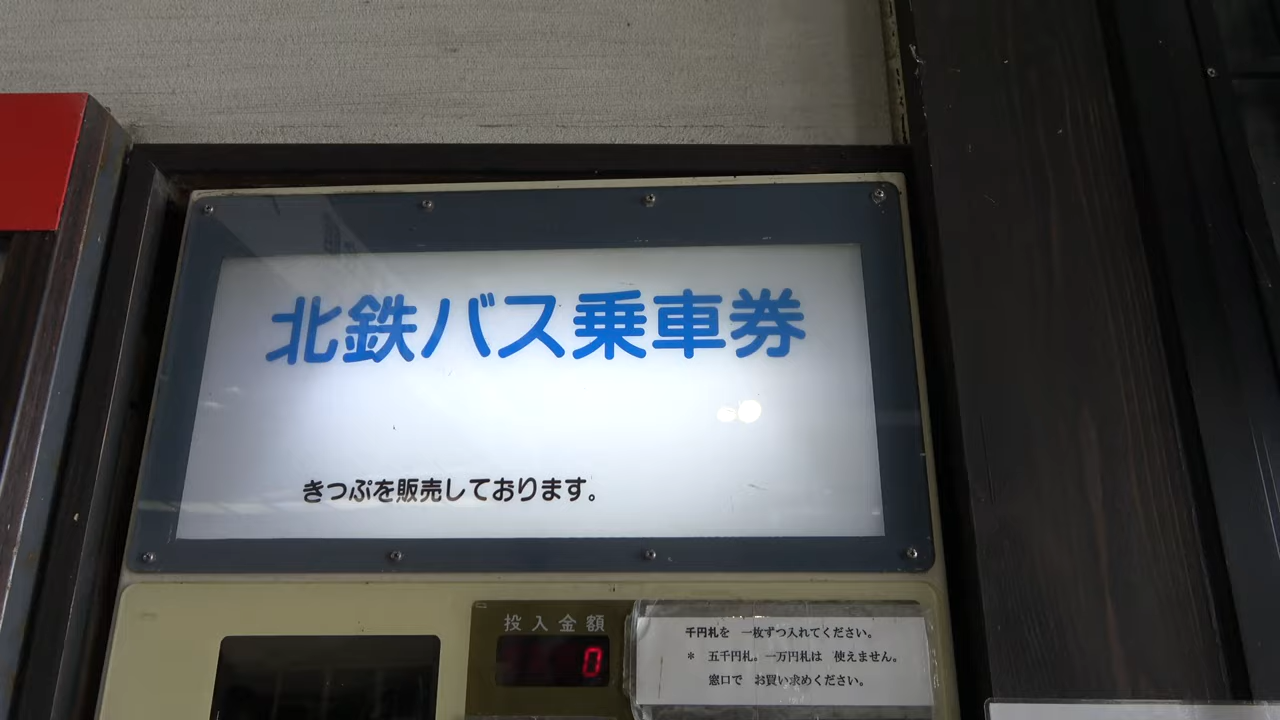 北鉄バス乗車券
きっぷを販売しております。
投入金額
0
千円札を 一枚ずつ入れてください。
* 五千円札。一万円札は 使えません。
窓口で お買い求めください。